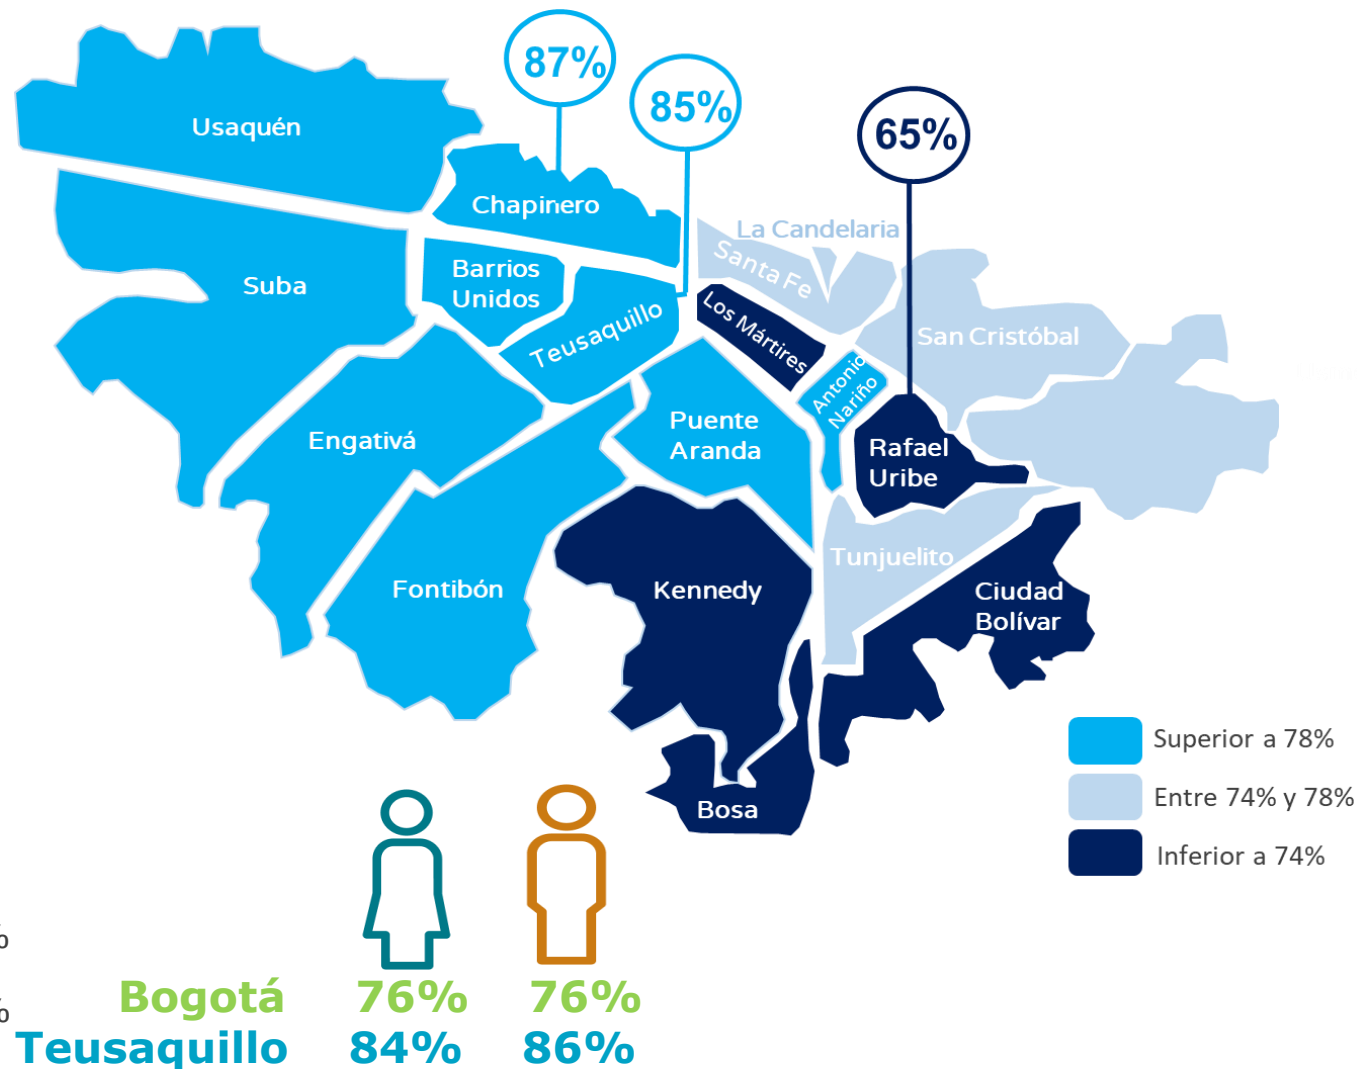 87%
85%
65%
Usaquén
Chapinero
La Candelaria
Santa Fe
Suba
Barrios
Unidos
Teusaquillo
Los Mártires
San Cristóbal
Antonio
Nariño
Engativá
Puente
Aranda
Rafael
Uribe
Fontibón
Kennedy
Tunjuelito
Ciudad
Bolívar
Bosa
Superior a 78%
Entre 74% y 78%
Inferior a 74%
%
%
Bogotá 76% 76%
Teusaquillo 84% 86%